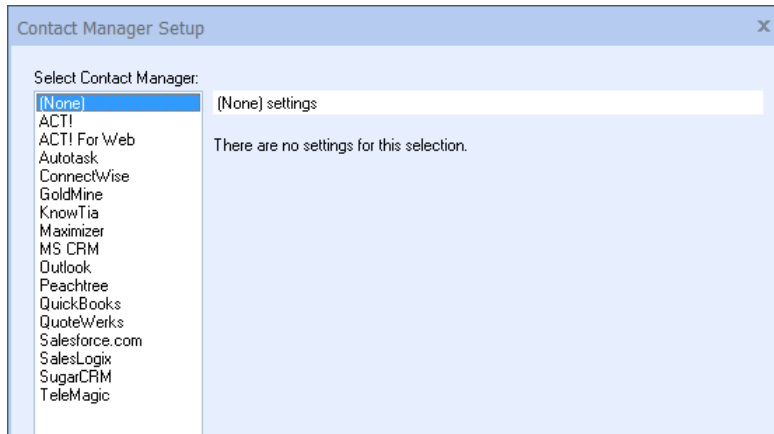 Contact Manager Setup
x
Select Contact Manager:
(None)
(None) settings
ACT!
ACT! For Web
There are no settings for this selection.
Autotask
ConnectWise
GoldMine
KnowTia
Maximizer
MS CRM
Outlook
Peachtree
QuickBooks
QuoteWerks
Salesforce.com
SalesLogix
SugarCRM
TeleMagic